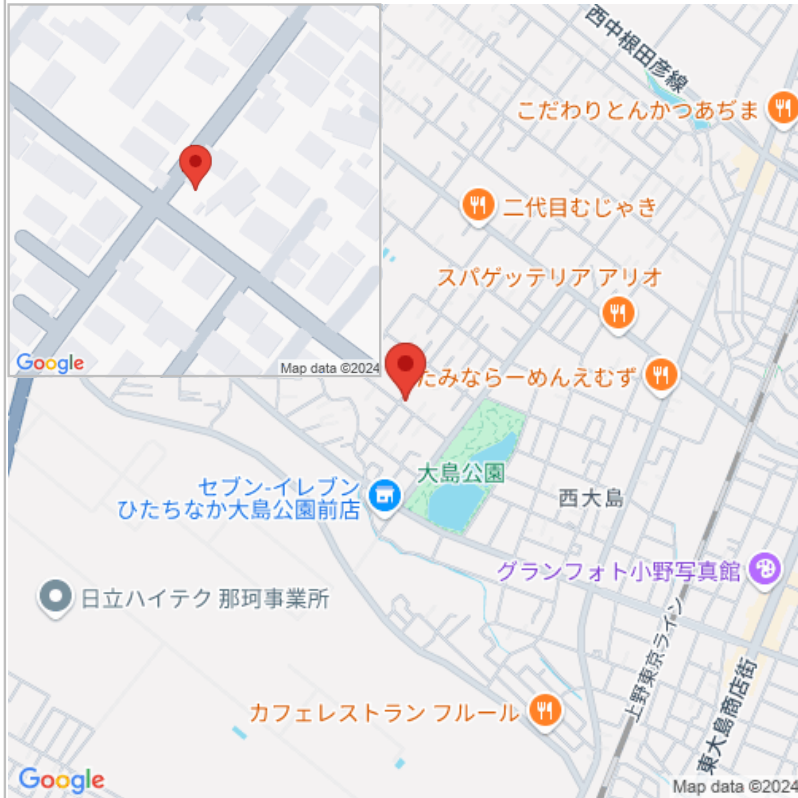 西中根田彦線
こだわりとんかつあぢま
二代目むじゃき
スパゲッテリア アリオ
Google
Map data ©2024
たみならーめんえむず
大島公園
セブン-イレブン
ひたちなか大島公園前店
西大島
グランフォト小野写真館
日立ハイテク 那珂事業所
上野東京ライン
カフェレストラン フルール
東大島商店街
Google
Map data ©2024